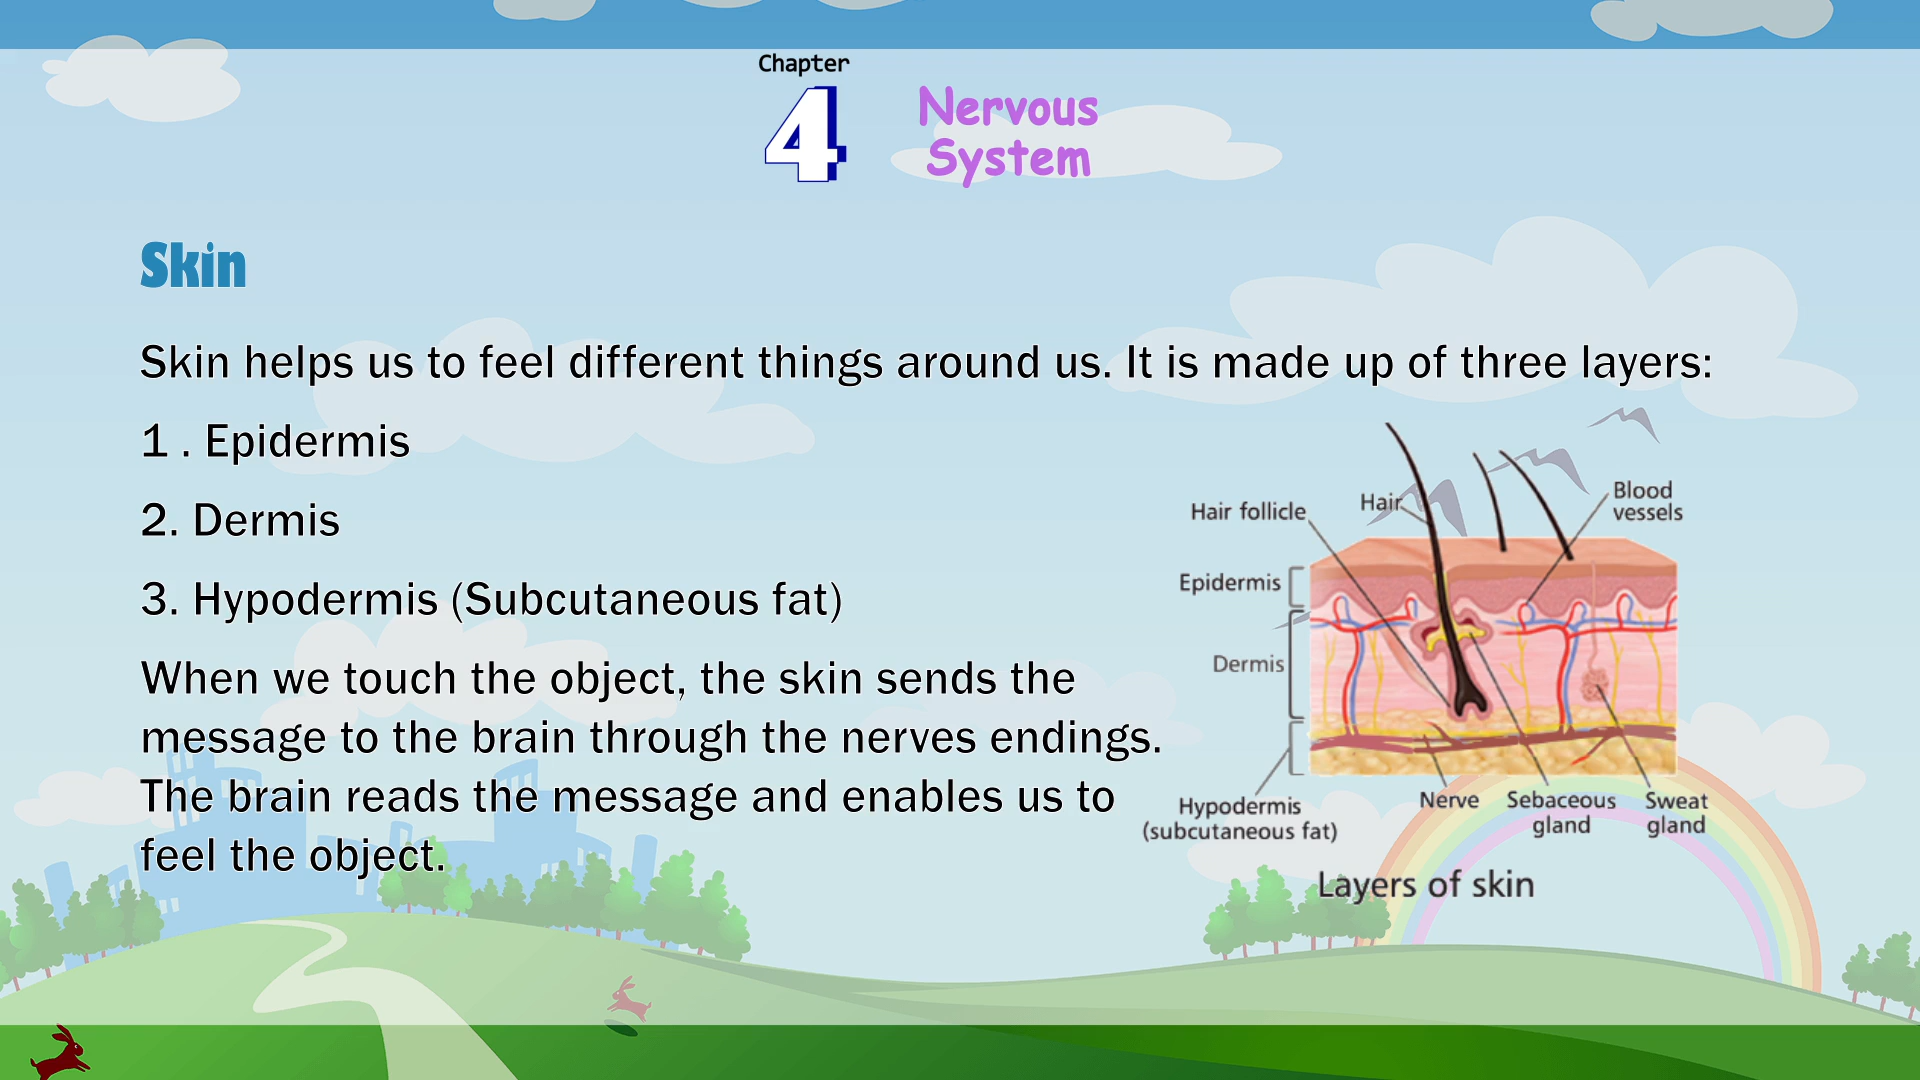 Chapter
4
Nervous
System
Skin
Skin helps us to feel different things around us. It is made up of three layers:
1 . Epidermis
2. Dermis
3. Hypodermis (Subcutaneous fat)
When we touch the object, the skin sends the
message to the brain through the nerves endings.
The brain reads the message and enables us to
feel the object.
Hair follicle
Hair
Blood
vessels
Epidermis
Dermis
Hypodermis
(subcutaneous fat)
Nerve
Sebaceous
gland
Sweat
gland
Layers of skin